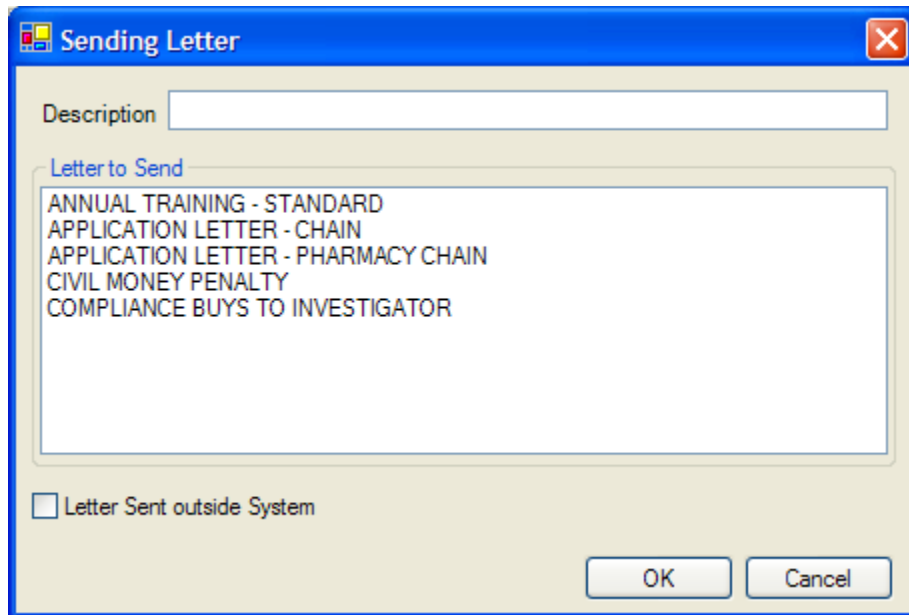 Sending Letter
Description
Letter to Send
ANNUAL TRAINING - STANDARD
APPLICATION LETTER - CHAIN
APPLICATION LETTER - PHARMACY CHAIN
CIVIL MONEY PENALTY
COMPLIANCE BUYS TO INVESTIGATOR
Letter Sent outside System
OK Cancel